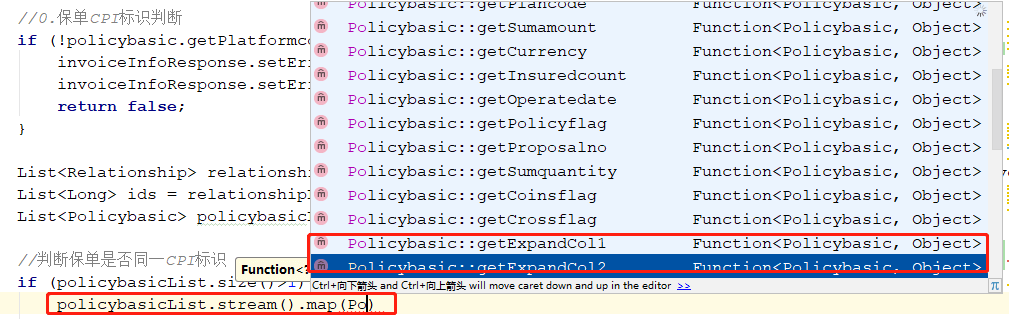 //0.保单CPI标识判断
if (!policybasic.getPlatformco
invoiceInfoResponse.setEr
invoiceInfoResponse.setEr
return false;
}
List<Relationship> relationsh
List<Long> ids = relationship
List<Policybasic> policybasic
//判断保单是否同一CPI标识
if (policybasicList.size()>1)
policybasicList.stream().map(Po)
Function<?
Policybasic::getPlancode Function<Policybasic, Object>
Policybasic::getSumamount Function<Policybasic, Object>
Policybasic::getCurrency Function<Policybasic, Object>
Policybasic::getInsuredcount Function<Policybasic, Object>
Policybasic::getOperatedate Function<Policybasic, Object>
Policybasic::getPolicyflag Function<Policybasic, Object>
Policybasic::getProposalno Function<Policybasic, Object>
Policybasic::getSumquantity Function<Policybasic, Object>
Policybasic::getCoinsflag Function<Policybasic, Object>
Policybasic::getCrossflag Function<Policybasic, Object>
Policybasic::getExpandCol1 Function<Policybasic, Object>
Policybasic::getExpandCol2 Function<Policybasic, Object>
Ctrl+向下箭头 and Ctrl+向上箭头 will move caret down and up in the editor >>
π